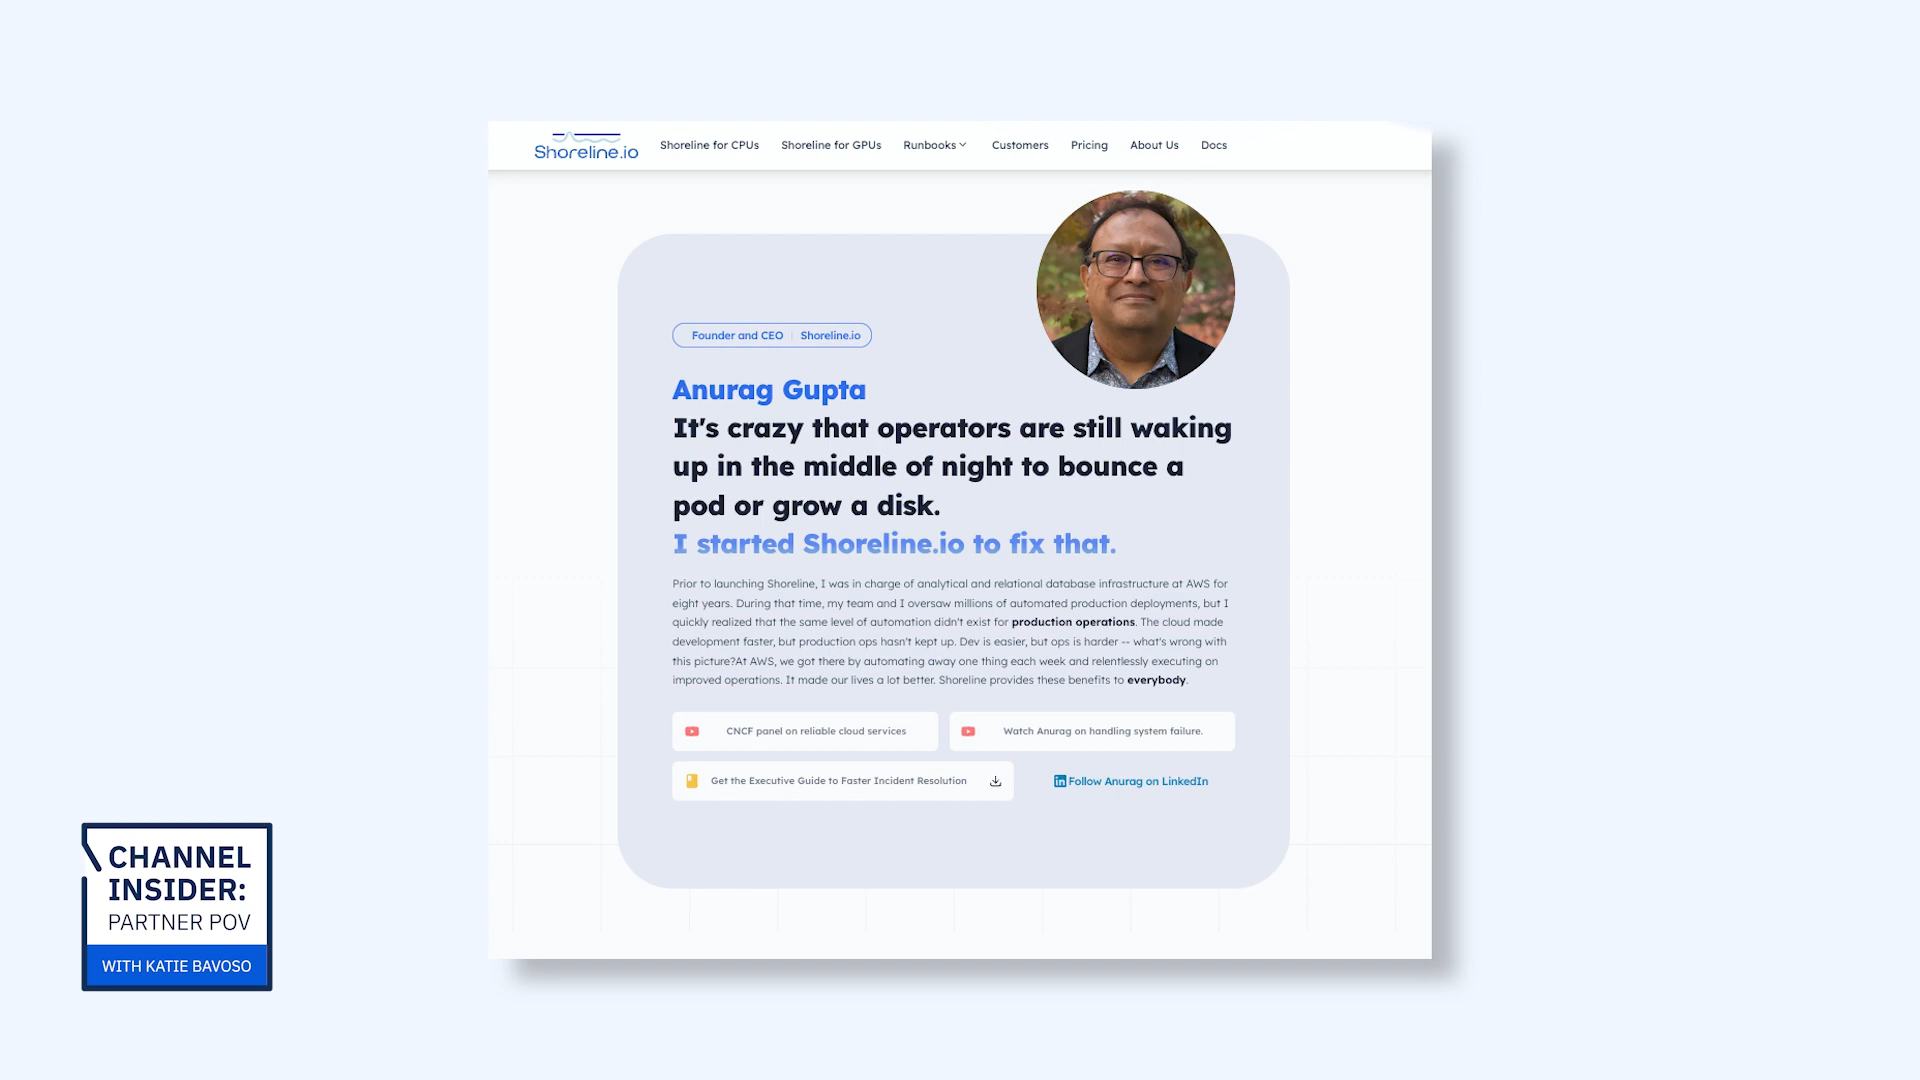 Shoreline.io
Shoreline for CPUs
Shoreline for GPUs
Runbooks
Customers
Pricing
About Us
Docs
Founder and CEO | Shoreline.io
Anurag Gupta
It's crazy that operators are still waking
up in the middle of night to bounce a
pod or grow a disk.
I started Shoreline.io to fix that.
Prior to launching Shoreline, I was in charge of analytical and relational database infrastructure at AWS for
eight years. During that time, my team and I oversaw millions of automated production deployments, but I
quickly realized that the same level of automation didn't exist for production operations. The cloud made
development faster, but production ops hasn't kept up. Dev is easier, but ops is harder -- what's wrong with
this picture?At AWS, we got there by automating away one thing each week and relentlessly executing on
improved operations. It made our lives a lot better. Shoreline provides these benefits to everybody.
CNCF panel on reliable cloud services
Watch Anurag on handling system failure.
Get the Executive Guide to Faster Incident Resolution
in Follow Anurag on LinkedIn
CHANNEL
INSIDER:
PARTNER POV
WITH KATIE BAVOSO